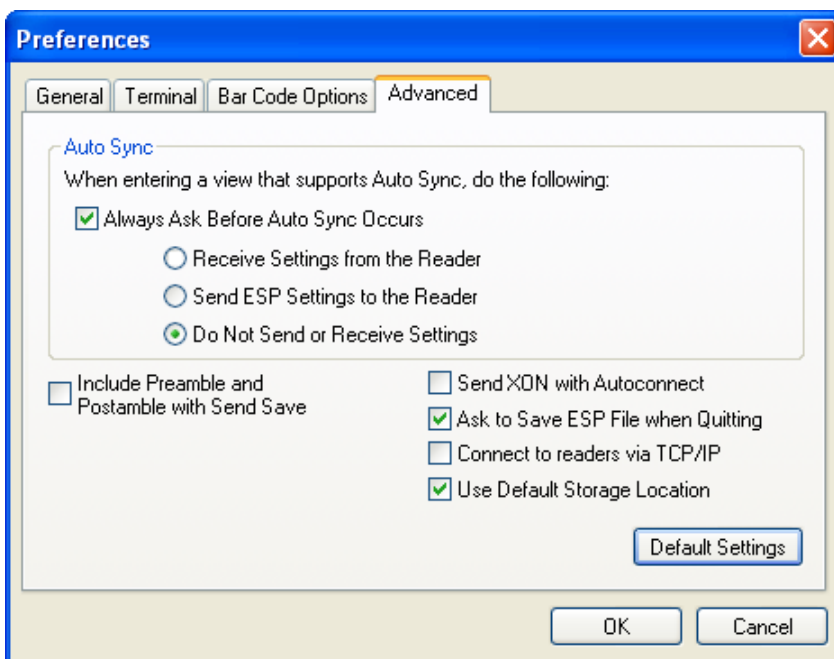 Preferences
General Terminal Bar Code Options Advanced
Auto Sync
When entering a view that supports Auto Sync, do the following:
Always Ask Before Auto Sync Occurs
Receive Settings from the Reader
Send ESP Settings to the Reader
Do Not Send or Receive Settings
Include Preamble and
Postamble with Send Save
Send XON with Autoconnect
Ask to Save ESP File when Quitting
Connect to readers via TCP/IP
Use Default Storage Location
Default Settings
OK Cancel